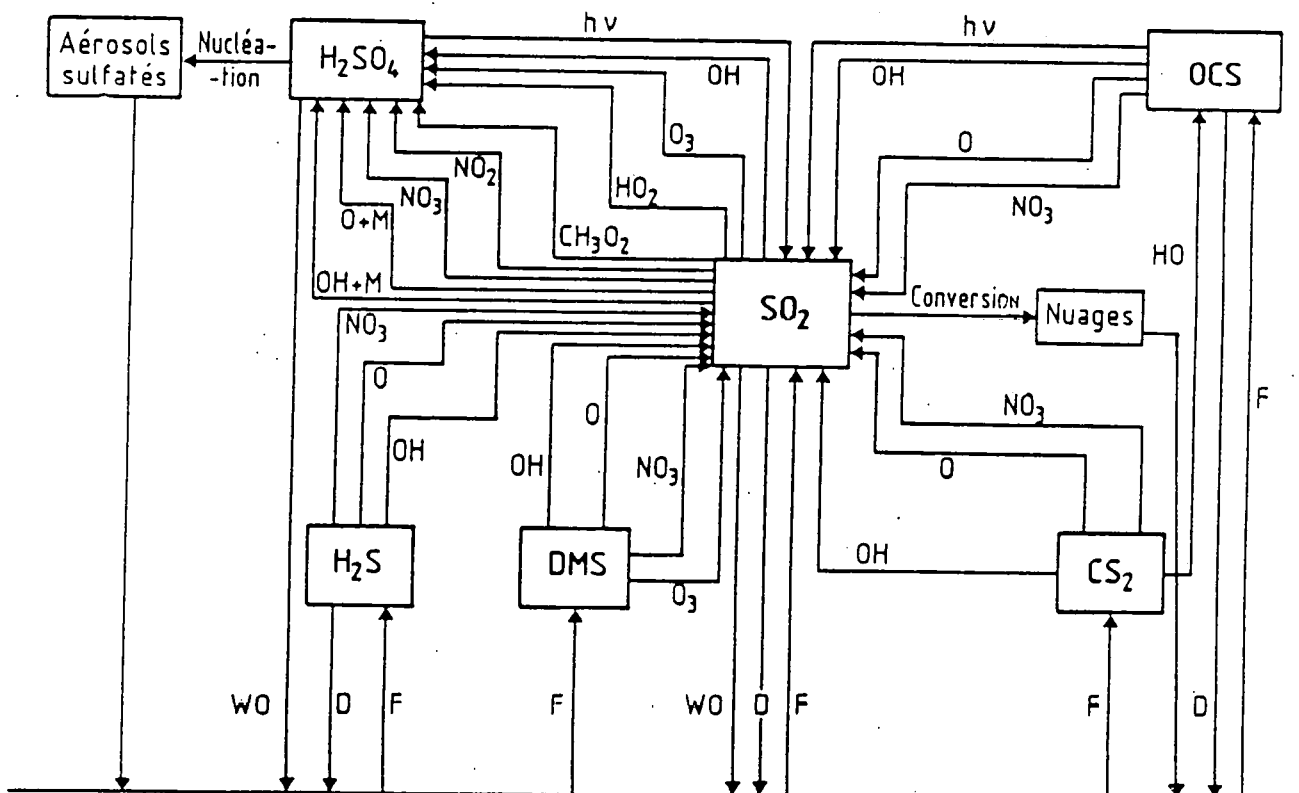 hν
hν
Aérosols
sulfatés
Nucléa-
-tion
H₂SO₄
OH
OH
OCS
O₃
O
NO₂
HO₂
NO₃
NO₃
O+M
CH₃O₂
HO
OH+M
NO₃
SO₂
Conversion
Nuages
O
F
NO₃
O
OH
OH
NO₃
O
H₂S
DMS
OH
CS₂
O₃
WO
D
F
F
WO
D
F
F
D